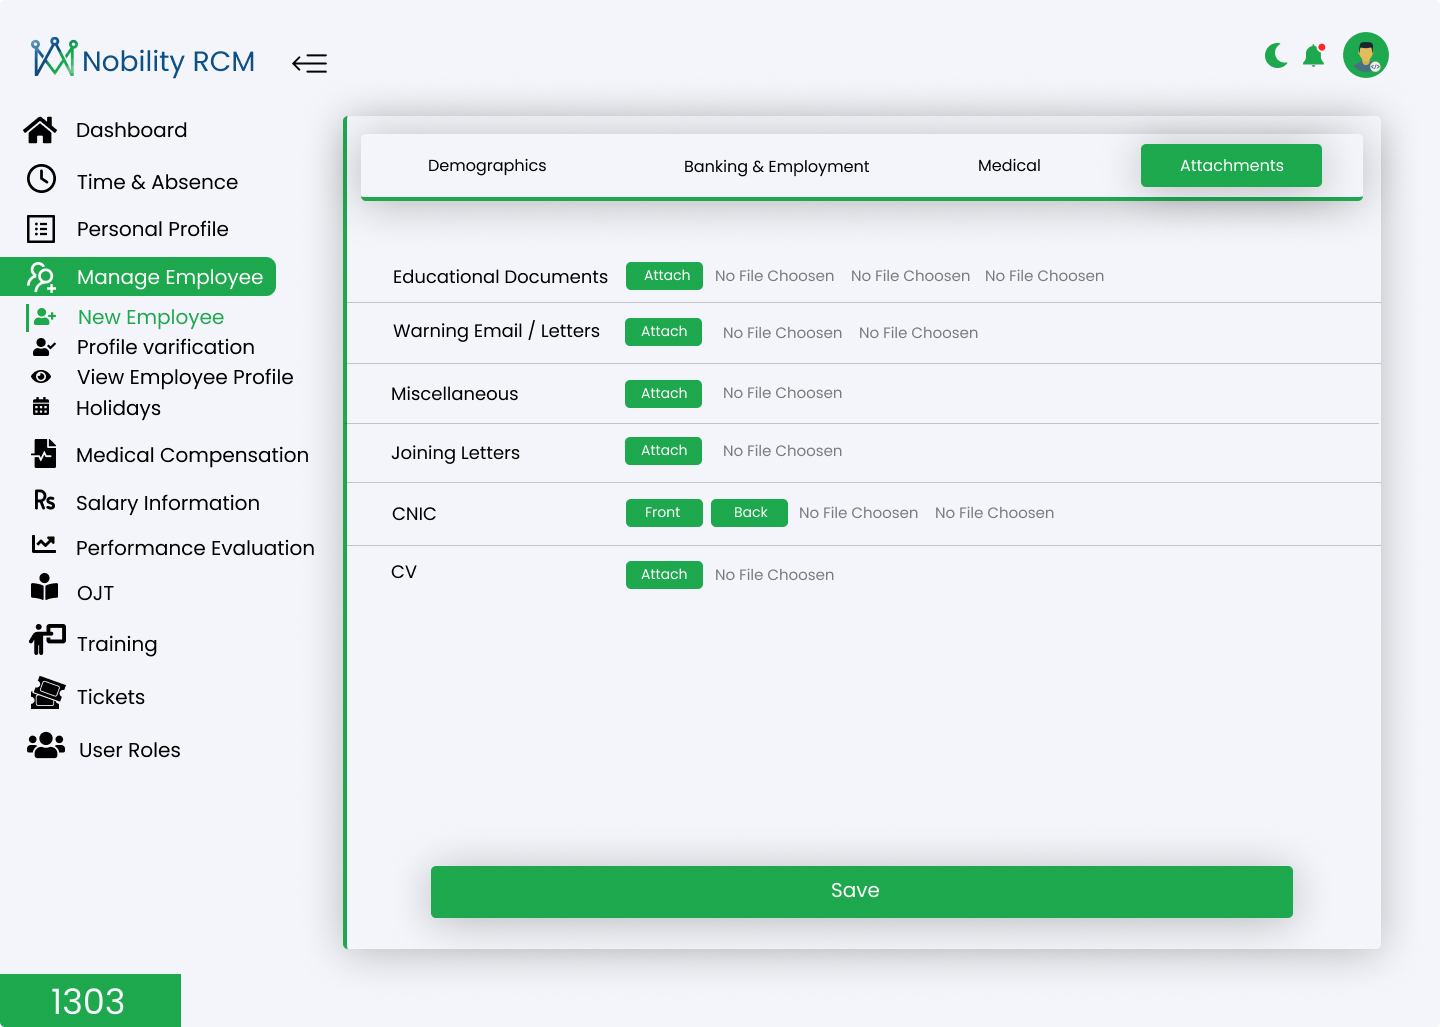 Nobility RCM
Dashboard
Time & Absence
Personal Profile
Manage Employee
New Employee
Profile varification
View Employee Profile
Holidays
Medical Compensation
Rs Salary Information
Performance Evaluation
OJT
Training
Tickets
User Roles
1303
Demographics Banking & Employment Medical Attachments
Educational Documents Attach No File Choosen No File Choosen No File Choosen
Warning Email / Letters Attach No File Choosen No File Choosen
Miscellaneous Attach No File Choosen
Joining Letters Attach No File Choosen
CNIC Front Back No File Choosen No File Choosen
CV Attach No File Choosen
Save